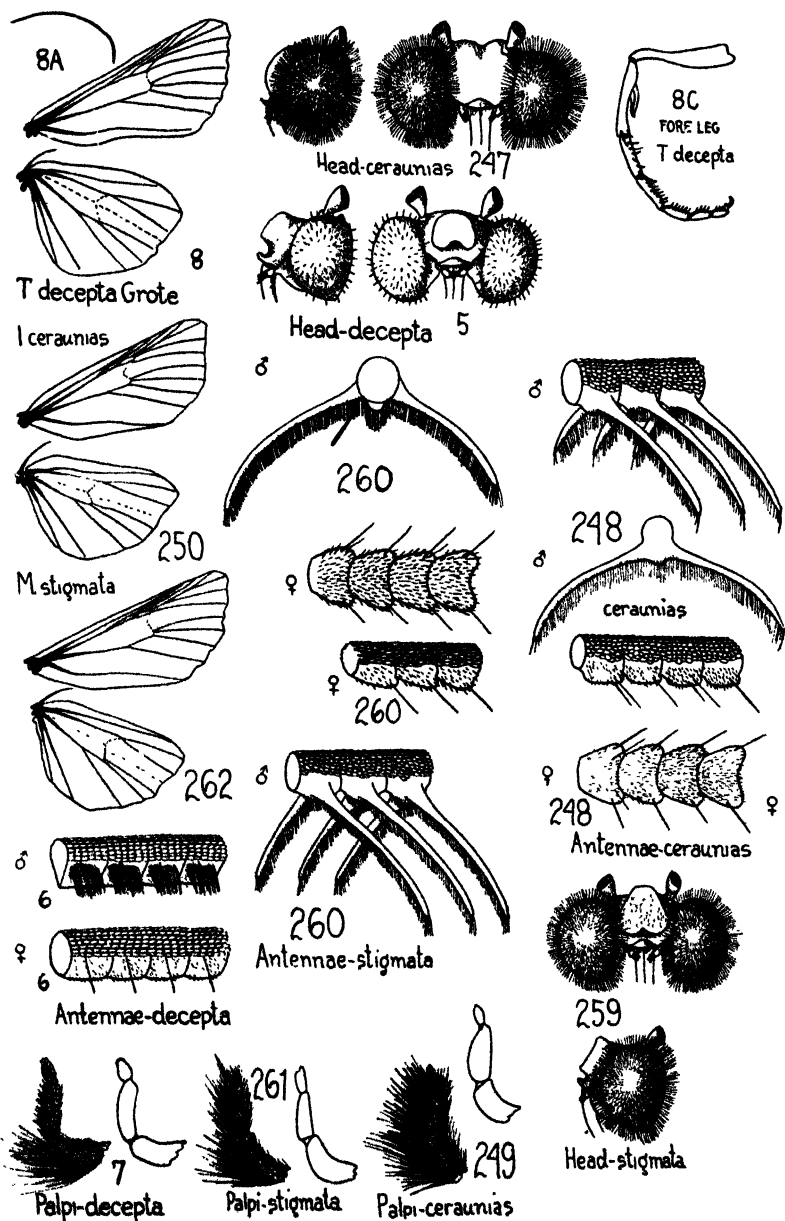 8A
8
T decepta Grote
Head-ceraunias 247
Head-decepta 5
8C
FORE LEG
T decepta
I ceraunias
250
M. stigmata
262
♂
260
♀
♀
260
♂
248
♂
ceraunias
♀
248
♀
Antennae-ceraunias
♂
6
♀
6
Antennae-decepta
♂
260
Antennae-stigmata
259
Head-stigmata
7
Palpi-decepta
261
Palpi-stigmata
249
Palpi-ceraunias